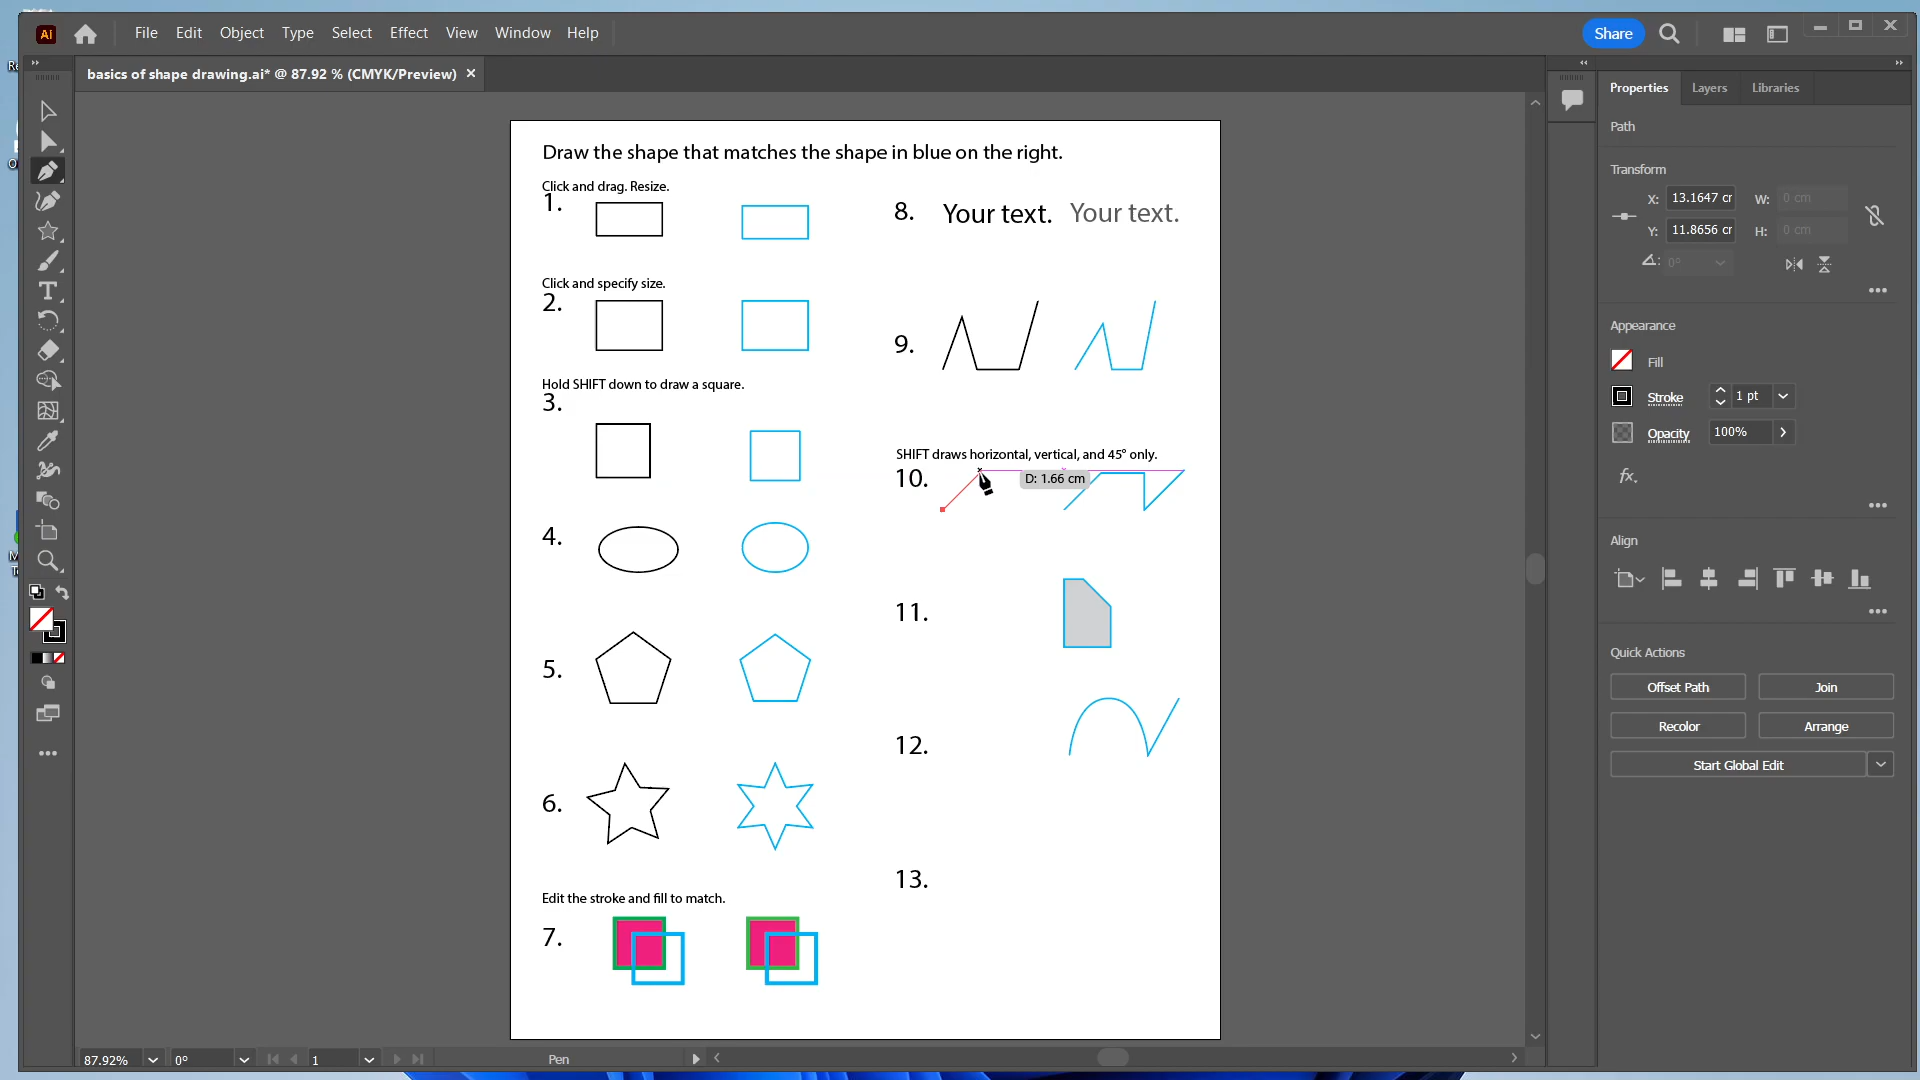 Ai File Edit Object Type Select Effect View Window Help Share
basics of shape drawing.ai* @ 87.92 % (CMYK/Preview) ×
Draw the shape that matches the shape in blue on the right.
Click and drag. Resize.
1.
Click and specify size.
2.
Hold SHIFT down to draw a square.
3.
4.
5.
6.
Edit the stroke and fill to match.
7.
8. Your text. Your text.
9.
SHIFT draws horizontal, vertical, and 45° only.
10. D: 1.66 cm
11.
12.
13.
Properties Layers Libraries
Path
Transform
X: 13.1647 cr W: 0 cm
Y: 11.8656 cr H: 0 cm
0°
Appearance
Fill
Stroke 1 pt
Opacity 100%
fx.
Align
Quick Actions
Offset Path Join
Recolor Arrange
Start Global Edit
87.92% 0° 1 Pen